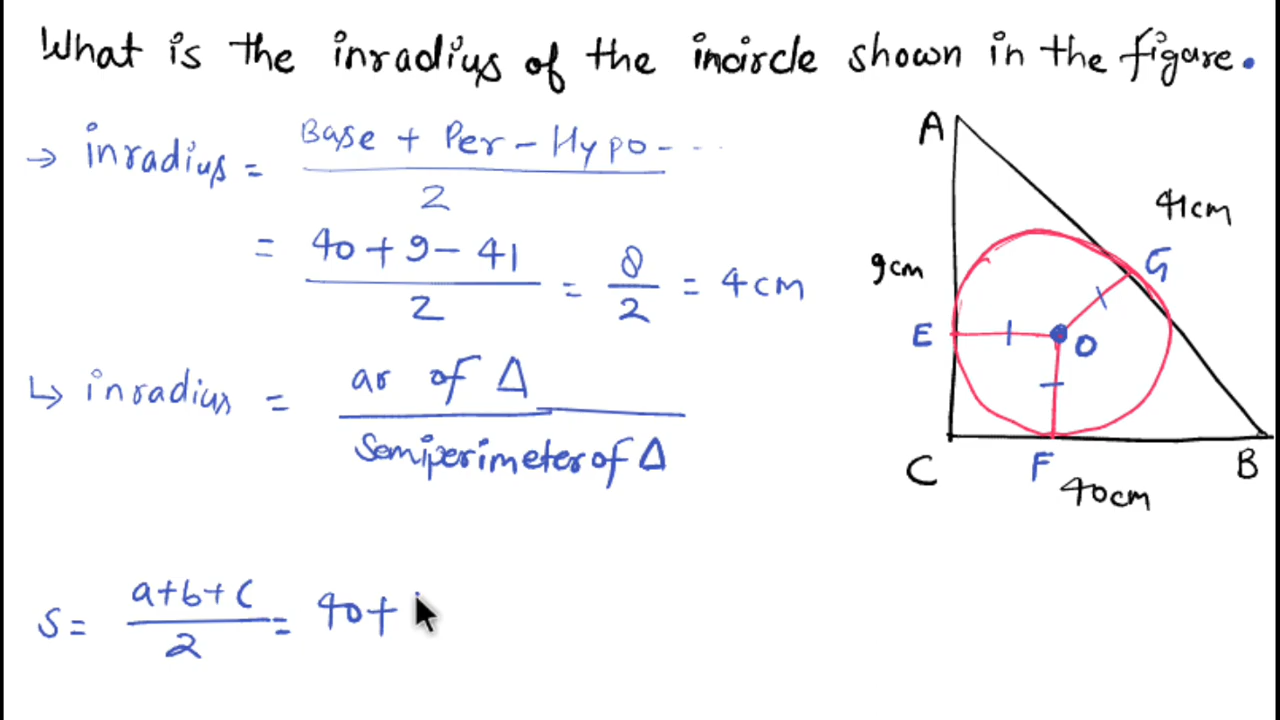 What is the inradius of the incircle shown in the figure.
→ inradius = Base + Per - Hypo - - -
2
= 40 + 9 - 41 = 8 = 4cm
2 2
↳ inradius = ar of Δ
Semiperimeter of Δ
S = a+b+c = 40+
2
A
41cm
G
9cm
E
O
C
F
B
40cm